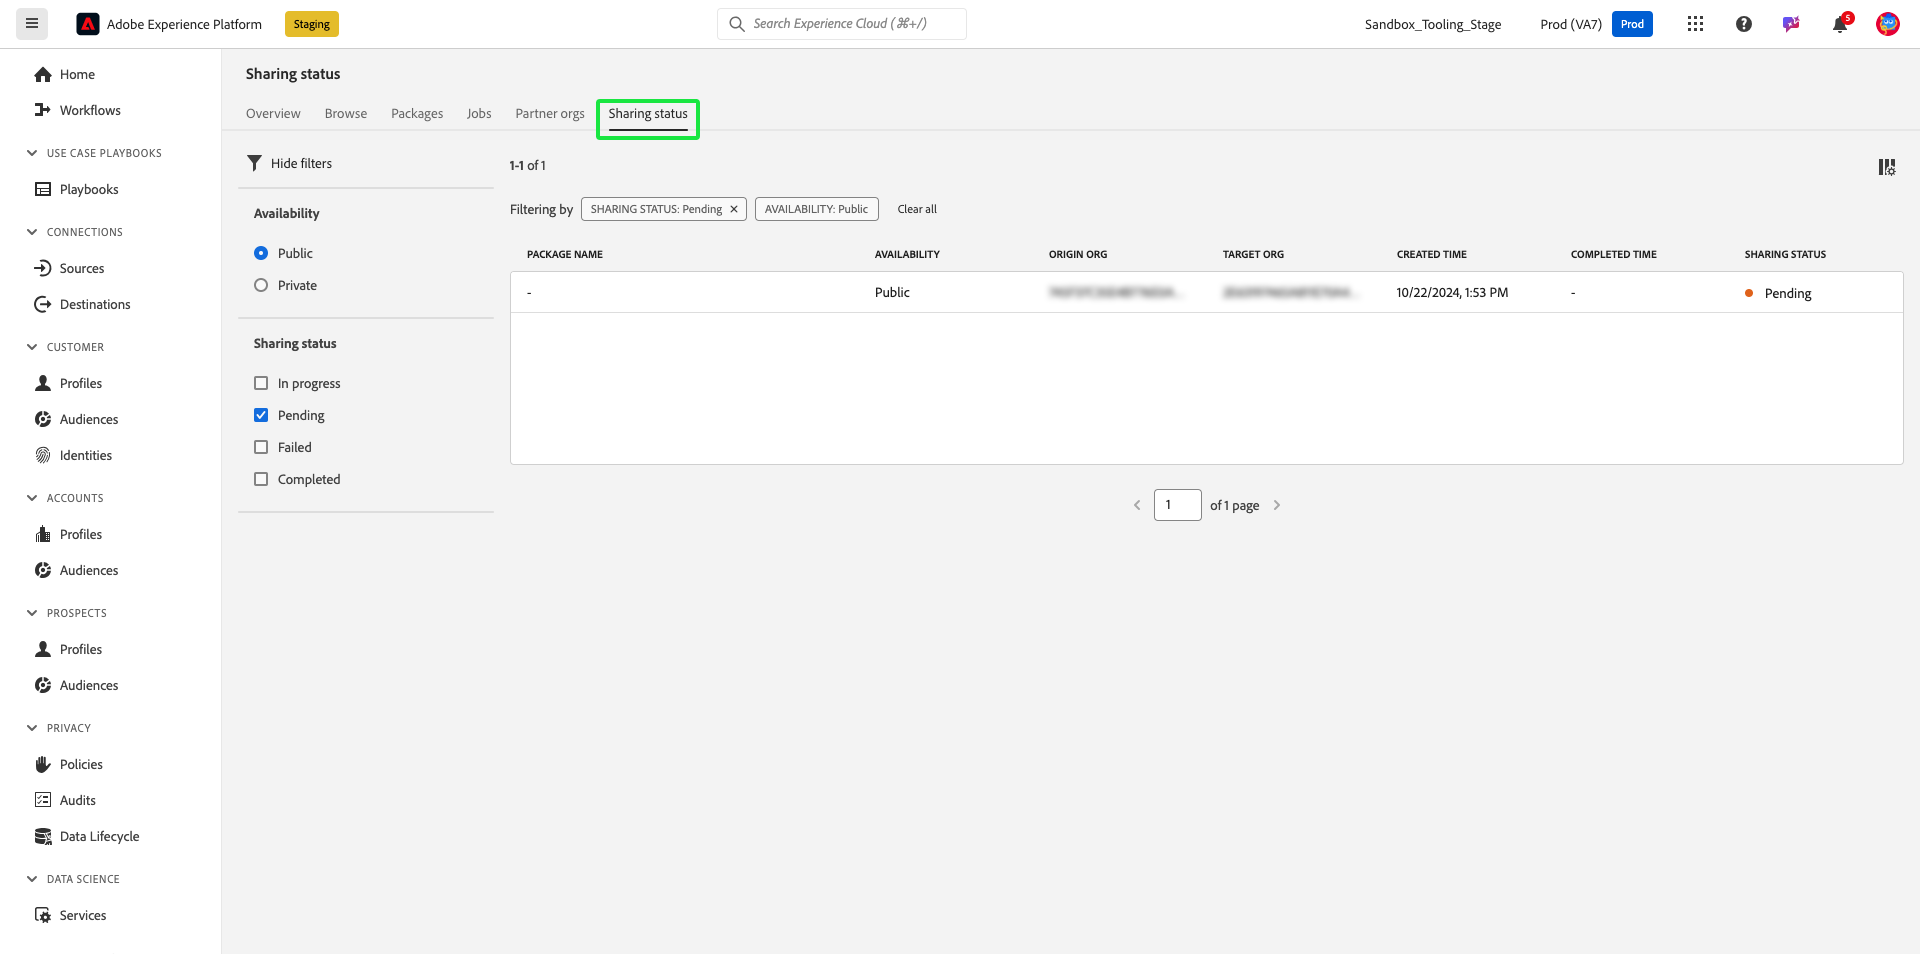 Adobe Experience Platform Staging Search Experience Cloud (⌘+/) Sandbox_Tooling_Stage Prod (VA7) Prod 5
Home
Workflows
USE CASE PLAYBOOKS
Playbooks
CONNECTIONS
Sources
Destinations
CUSTOMER
Profiles
Audiences
Identities
ACCOUNTS
Profiles
Audiences
PROSPECTS
Profiles
Audiences
PRIVACY
Policies
Audits
Data Lifecycle
DATA SCIENCE
Services
Sharing status
Overview Browse Packages Jobs Partner orgs Sharing status
Hide filters
Availability
Public
Private
Sharing status
In progress
Pending
Failed
Completed
1-1 of 1
Filtering by SHARING STATUS: Pending AVAILABILITY: Public Clear all
PACKAGE NAME AVAILABILITY ORIGIN ORG TARGET ORG CREATED TIME COMPLETED TIME SHARING STATUS
- Public 10/22/2024, 1:53 PM - Pending
1 of 1 page